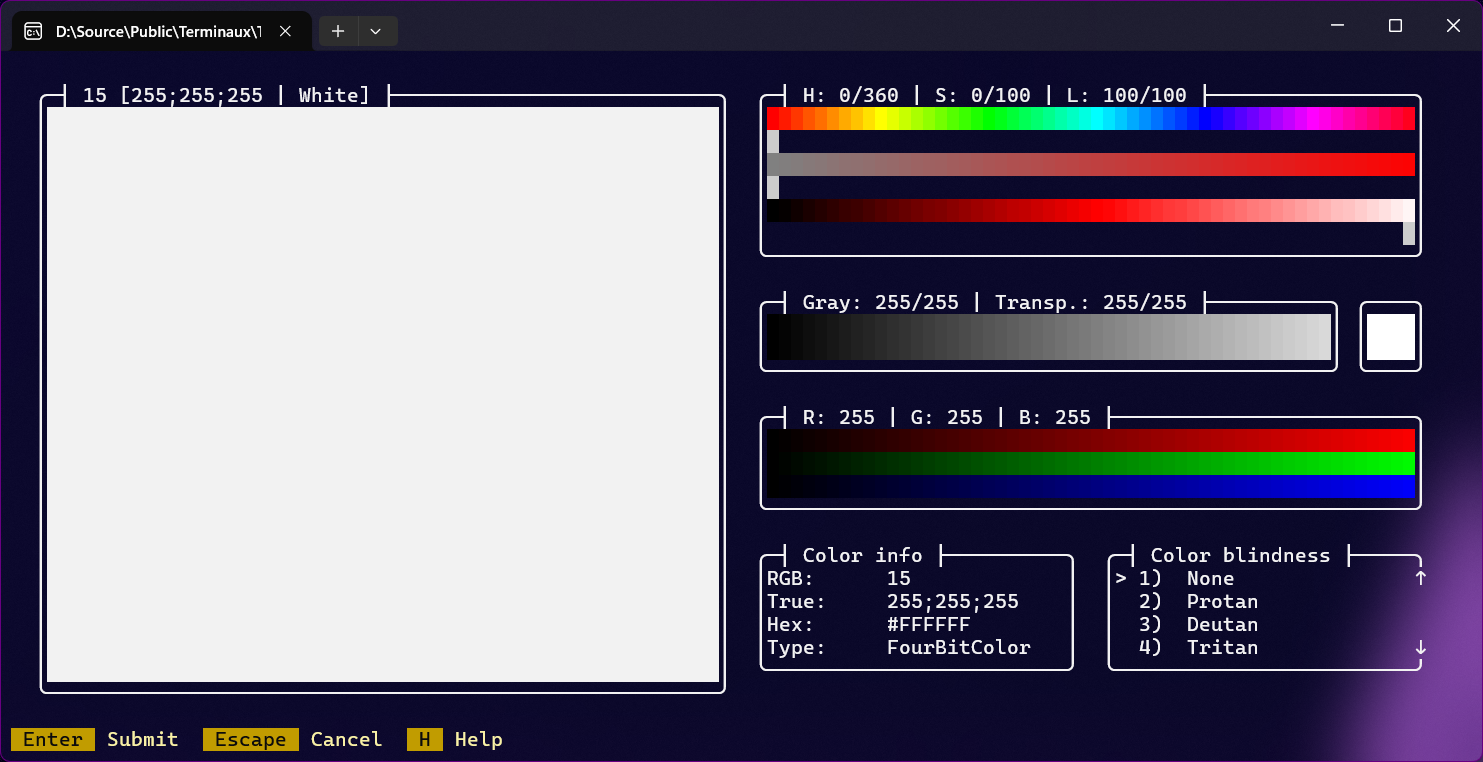 D:\Source\Public\Terminaux\T
15 [255;255;255 | White]
H: 0/360 | S: 0/100 | L: 100/100
Gray: 255/255 | Transp.: 255/255
R: 255 | G: 255 | B: 255
Color info
RGB: 15
True: 255;255;255
Hex: #FFFFFF
Type: FourBitColor
Color blindness
> 1) None ↑
2) Protan
3) Deutan
4) Tritan ↓
Enter Submit Escape Cancel H Help